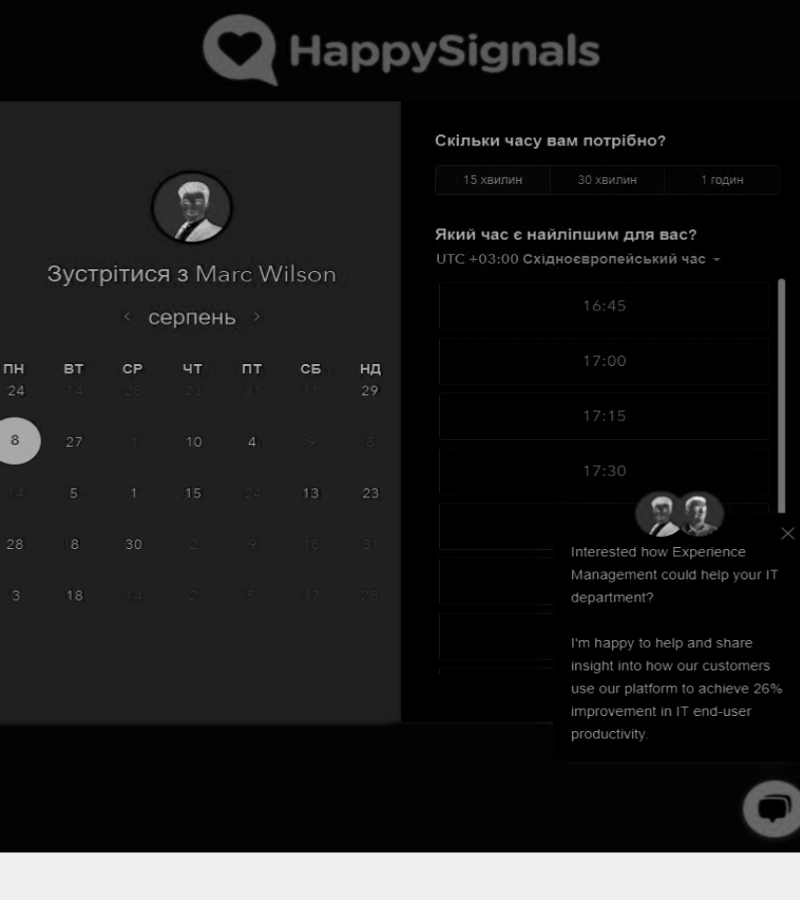 HappySignals
Зустрітися з Marc Wilson
серпень
ПН ВТ СР ЧТ ПТ СБ НД
24 14 23 31 11 29
8 27 1 10 4 9 8
14 5 1 15 24 13 23
28 8 30 2 9 18 31
3 18 14 2 5 17 28
Скільки часу вам потрібно?
15 хвилин 30 хвилин 1 годин
Який час є найліпшим для вас?
UTC +03:00 Східноєвропейський час
16:45
17:00
17:15
17:30
Interested how Experience
Management could help your IT
department?
I'm happy to help and share
insight into how our customers
use our platform to achieve 26%
improvement in IT end-user
productivity.